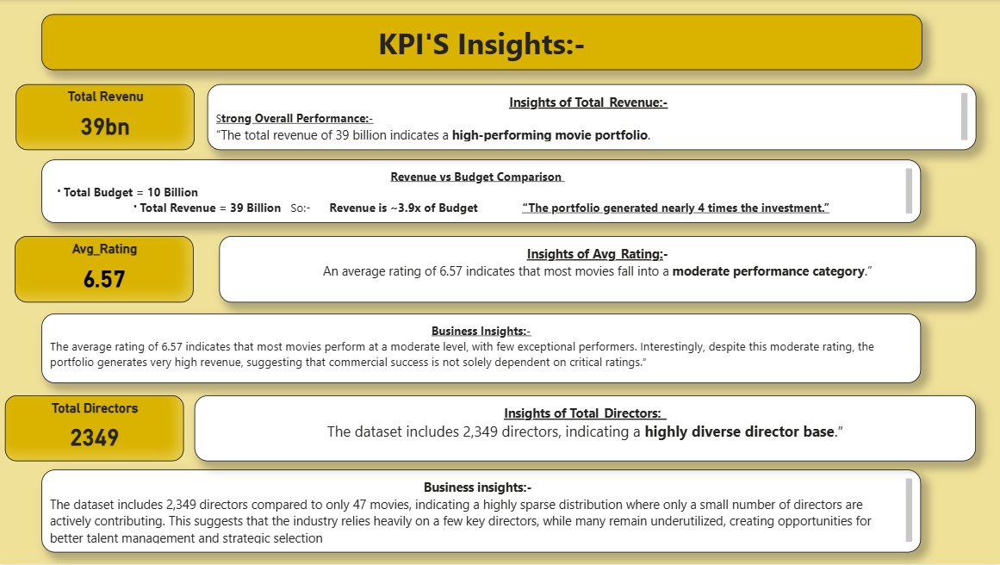 KPI'S Insights:-
Total Revenu
39bn
Insights of Total Revenue:-
Strong Overall Performance:-
“The total revenue of 39 billion indicates a high-performing movie portfolio.
Revenue vs Budget Comparison
• Total Budget = 10 Billion
• Total Revenue = 39 Billion So:- Revenue is ~3.9x of Budget “The portfolio generated nearly 4 times the investment.”
Avg_Rating
6.57
Insights of Avg_Rating:-
An average rating of 6.57 indicates that most movies fall into a moderate performance category.”
Business Insights:-
The average rating of 6.57 indicates that most movies perform at a moderate level, with few exceptional performers. Interestingly, despite this moderate rating, the
portfolio generates very high revenue, suggesting that commercial success is not solely dependent on critical ratings.”
Total Directors
2349
Insights of Total_Directors:
The dataset includes 2,349 directors, indicating a highly diverse director base.”
Business insights:-
The dataset includes 2,349 directors compared to only 47 movies, indicating a highly sparse distribution where only a small number of directors are
actively contributing. This suggests that the industry relies heavily on a few key directors, while many remain underutilized, creating opportunities for
better talent management and strategic selection